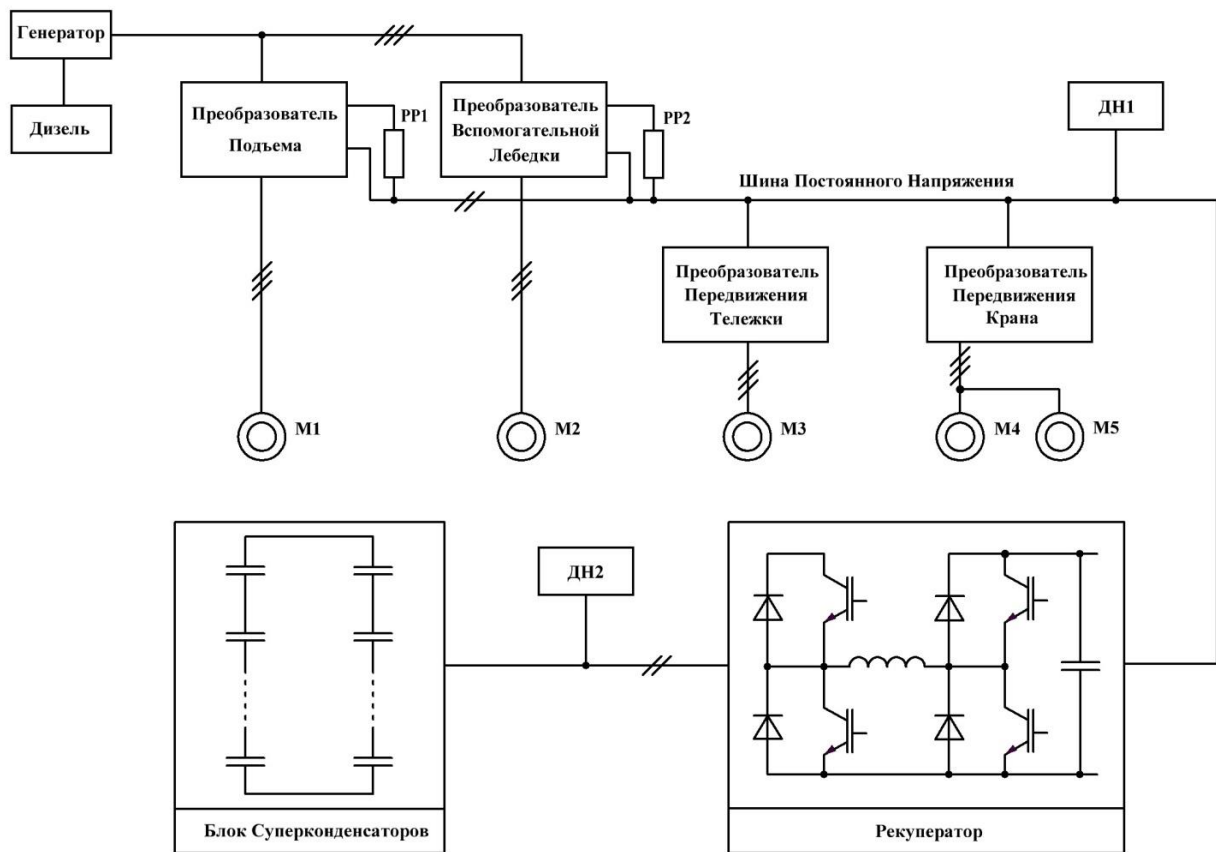 Генератор
Дизель
Преобразователь
Подъема
РР1
Преобразователь
Вспомогательной
Лебедки
РР2
ДН1
Шина Постоянного Напряжения
Преобразователь
Передвижения
Тележки
Преобразователь
Передвижения
Крана
М1
М2
М3
М4
М5
ДН2
Блок Суперконденсаторов
Рекуператор